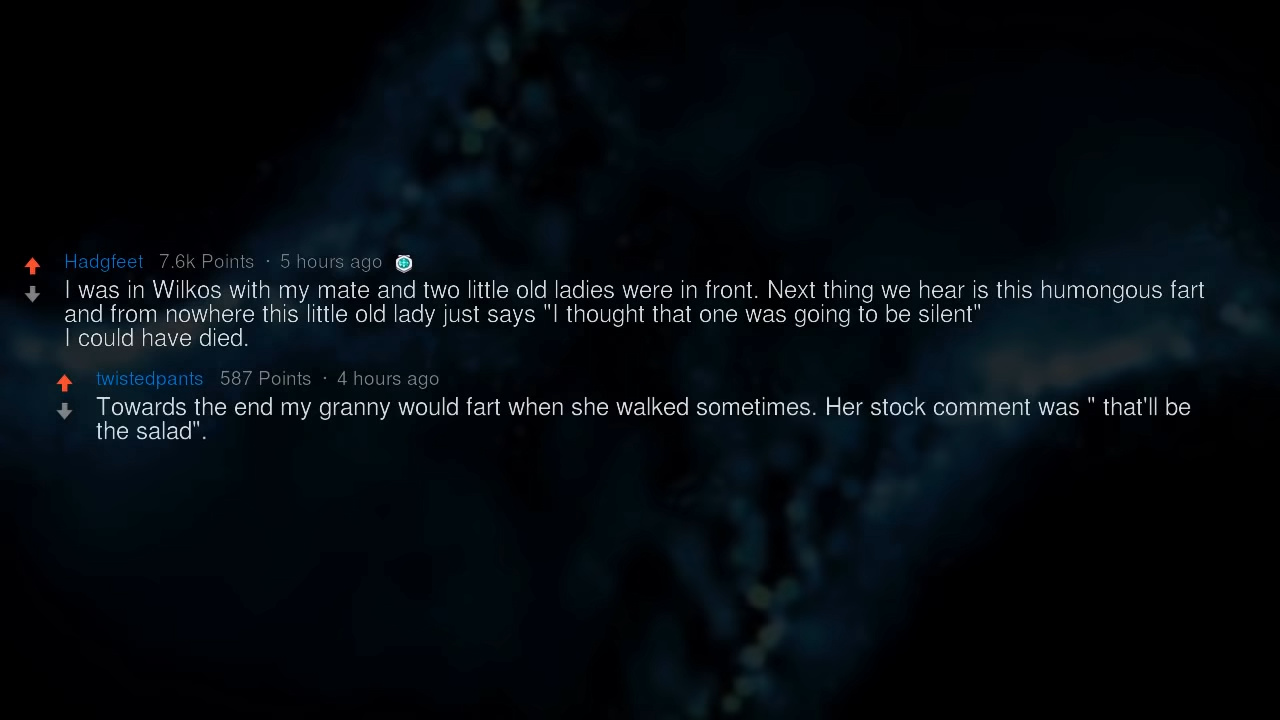 Hadgfeet 7.6k Points · 5 hours ago
I was in Wilkos with my mate and two little old ladies were in front. Next thing we hear is this humongous fart
and from nowhere this little old lady just says "I thought that one was going to be silent"
I could have died.
twistedpants 587 Points · 4 hours ago
Towards the end my granny would fart when she walked sometimes. Her stock comment was " that'll be
the salad".